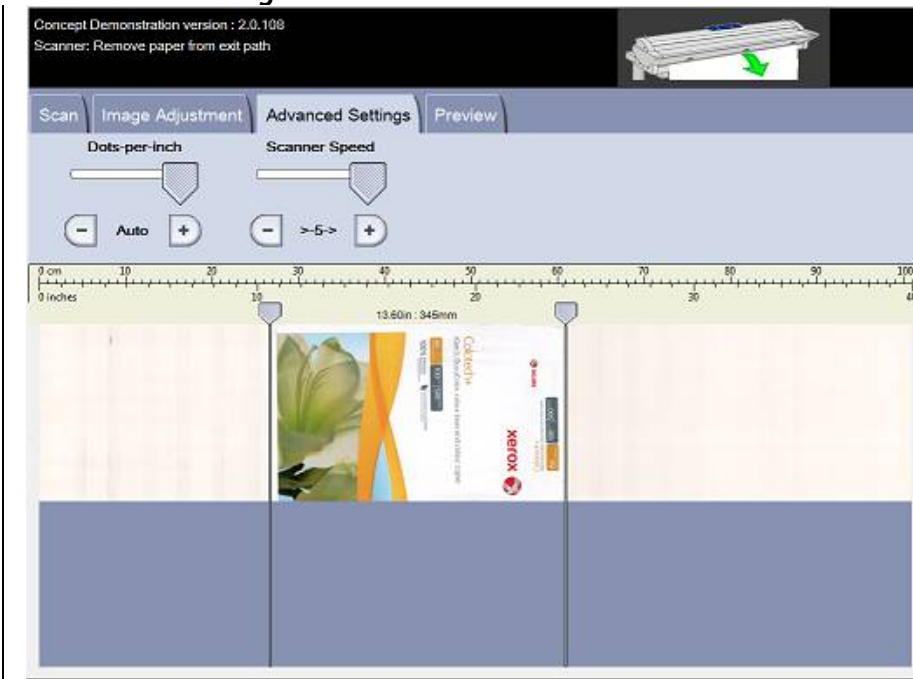 Concept Demonstration version : 2.0.108
Scanner: Remove paper from exit path
Scan Image Adjustment Advanced Settings Preview
Dots-per-inch Scanner Speed
- Auto + - >-5-> +
0 cm 10 20 30 40 50 60 70 80 90 100
0 inches 10 20 30
13.60in : 345mm
Colotech+
xerox